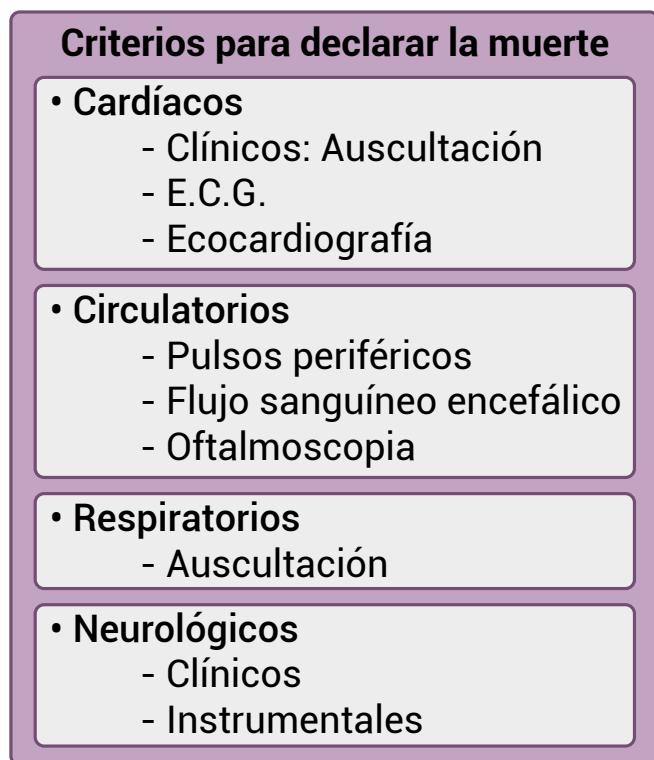 Criterios para declarar la muerte
• Cardíacos
- Clínicos: Auscultación
- E.C.G.
- Ecocardiografía
• Circulatorios
- Pulsos periféricos
- Flujo sanguíneo encefálico
- Oftalmoscopia
• Respiratorios
- Auscultación
• Neurológicos
- Clínicos
- Instrumentales